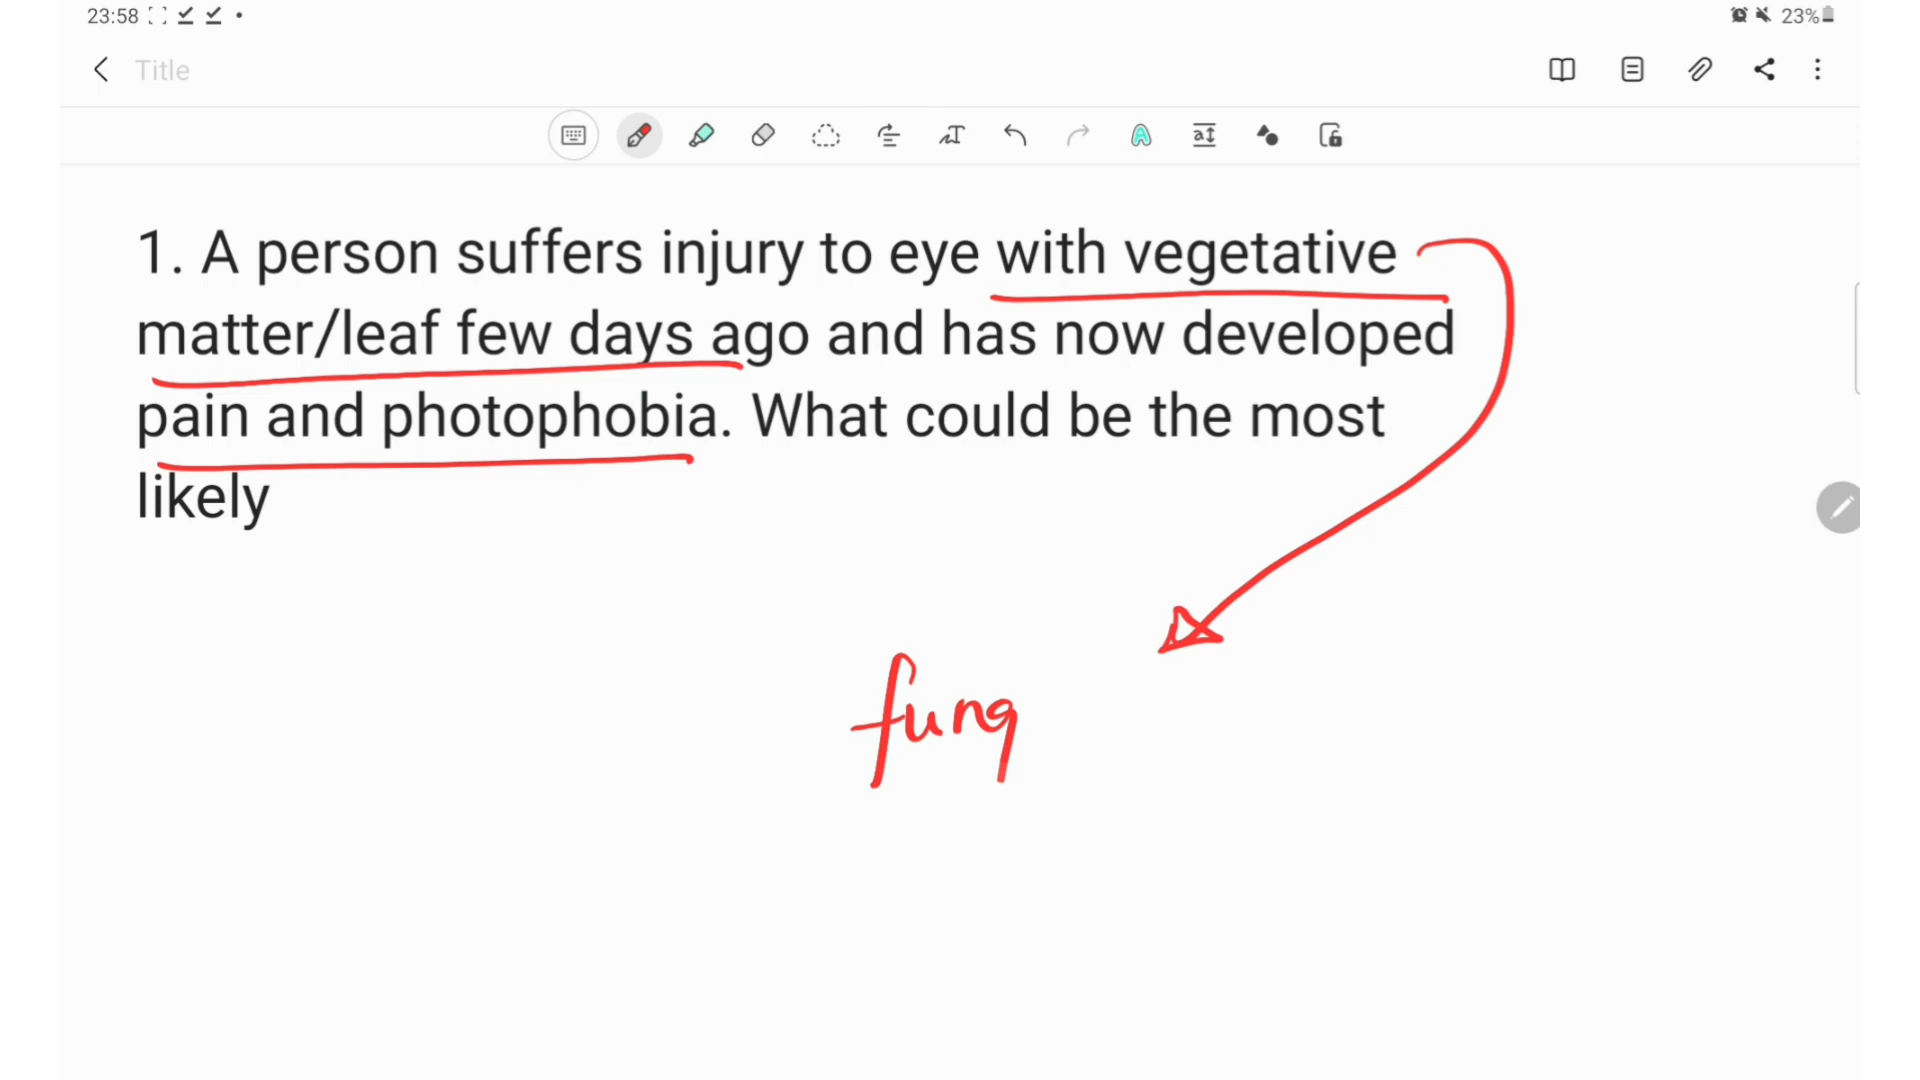 23:58
23%
Title
1. A person suffers injury to eye with vegetative
matter/leaf few days ago and has now developed
pain and photophobia. What could be the most
likely
fung